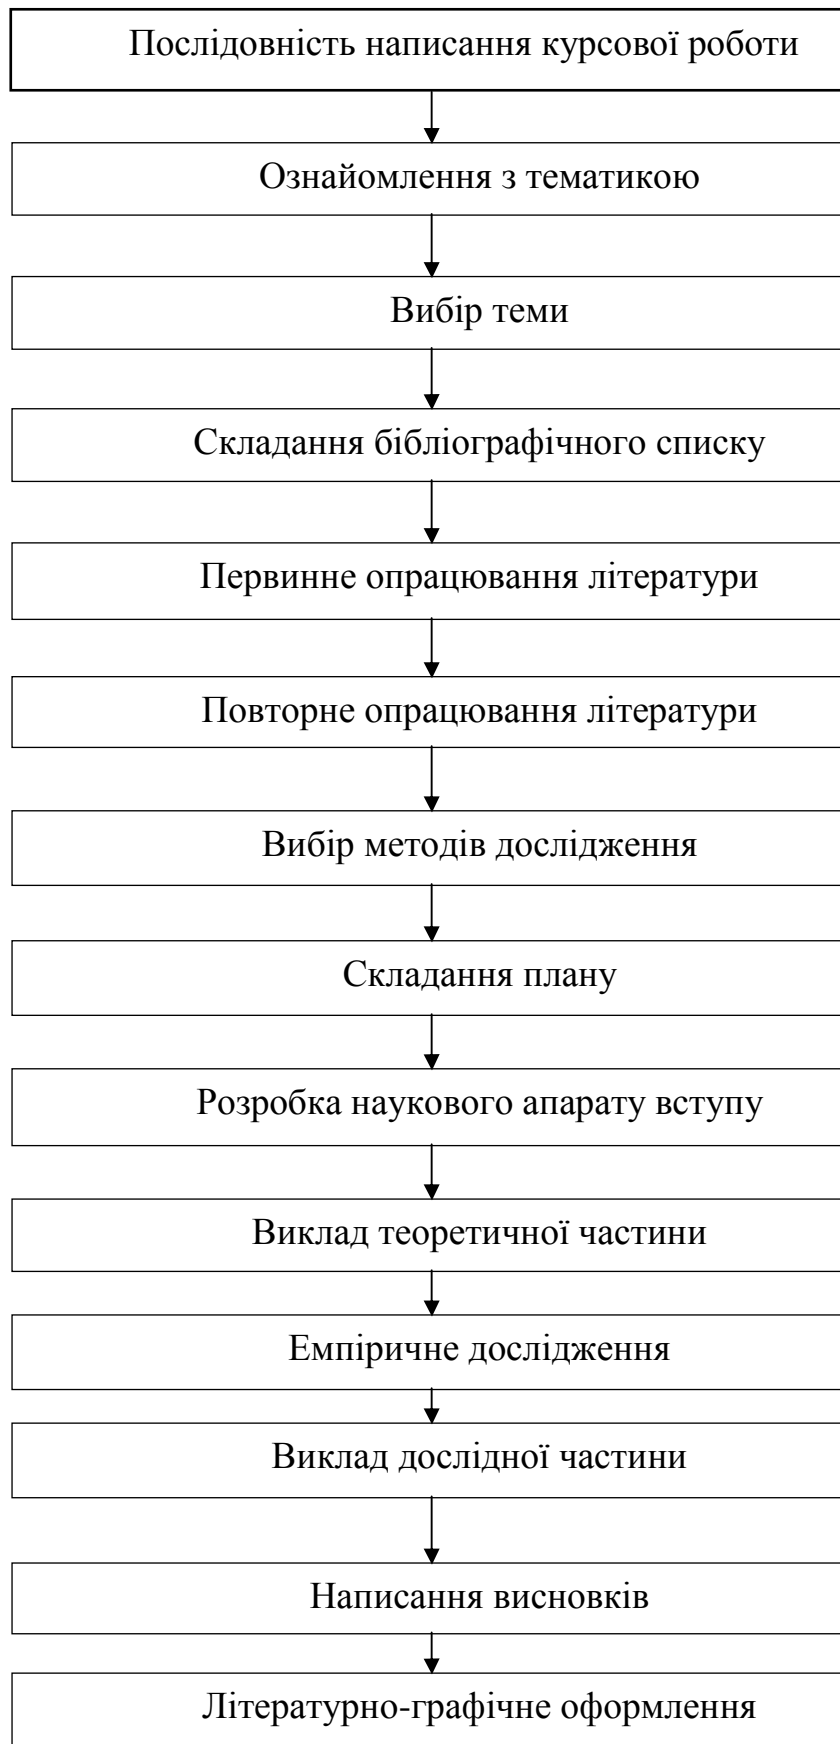 Послідовність написання курсової роботи
Ознайомлення з тематикою
Вибір теми
Складання бібліографічного списку
Первинне опрацювання літератури
Повторне опрацювання літератури
Вибір методів дослідження
Складання плану
Розробка наукового апарату вступу
Виклад теоретичної частини
Емпіричне дослідження
Виклад дослідної частини
Написання висновків
Літературно-графічне оформлення